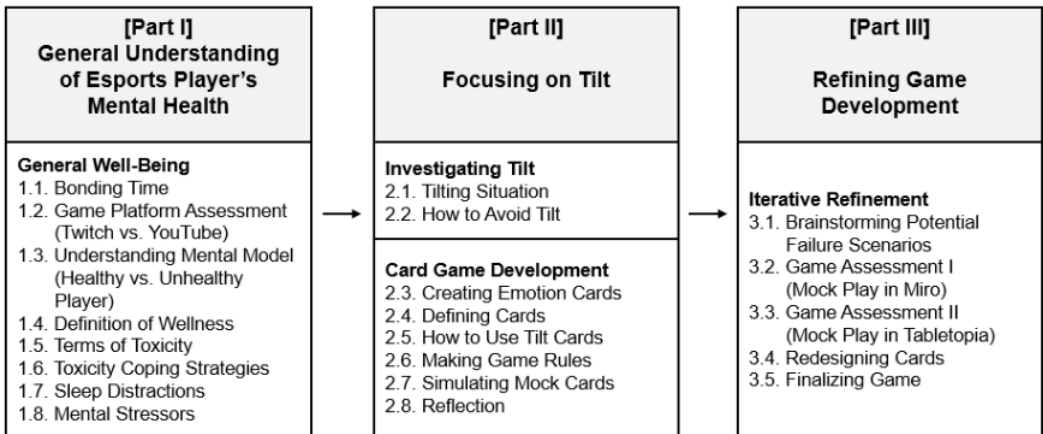 [Part I]
General Understanding
of Esports Player’s
Mental Health
General Well-Being
1.1. Bonding Time
1.2. Game Platform Assessment
(Twitch vs. YouTube)
1.3. Understanding Mental Model
(Healthy vs. Unhealthy
Player)
1.4. Definition of Wellness
1.5. Terms of Toxicity
1.6. Toxicity Coping Strategies
1.7. Sleep Distractions
1.8. Mental Stressors
[Part II]
Focusing on Tilt
Investigating Tilt
2.1. Tilting Situation
2.2. How to Avoid Tilt
Card Game Development
2.3. Creating Emotion Cards
2.4. Defining Cards
2.5. How to Use Tilt Cards
2.6. Making Game Rules
2.7. Simulating Mock Cards
2.8. Reflection
[Part III]
Refining Game
Development
Iterative Refinement
3.1. Brainstorming Potential
Failure Scenarios
3.2. Game Assessment I
(Mock Play in Miro)
3.3. Game Assessment II
(Mock Play in Tabletopia)
3.4. Redesigning Cards
3.5. Finalizing Game